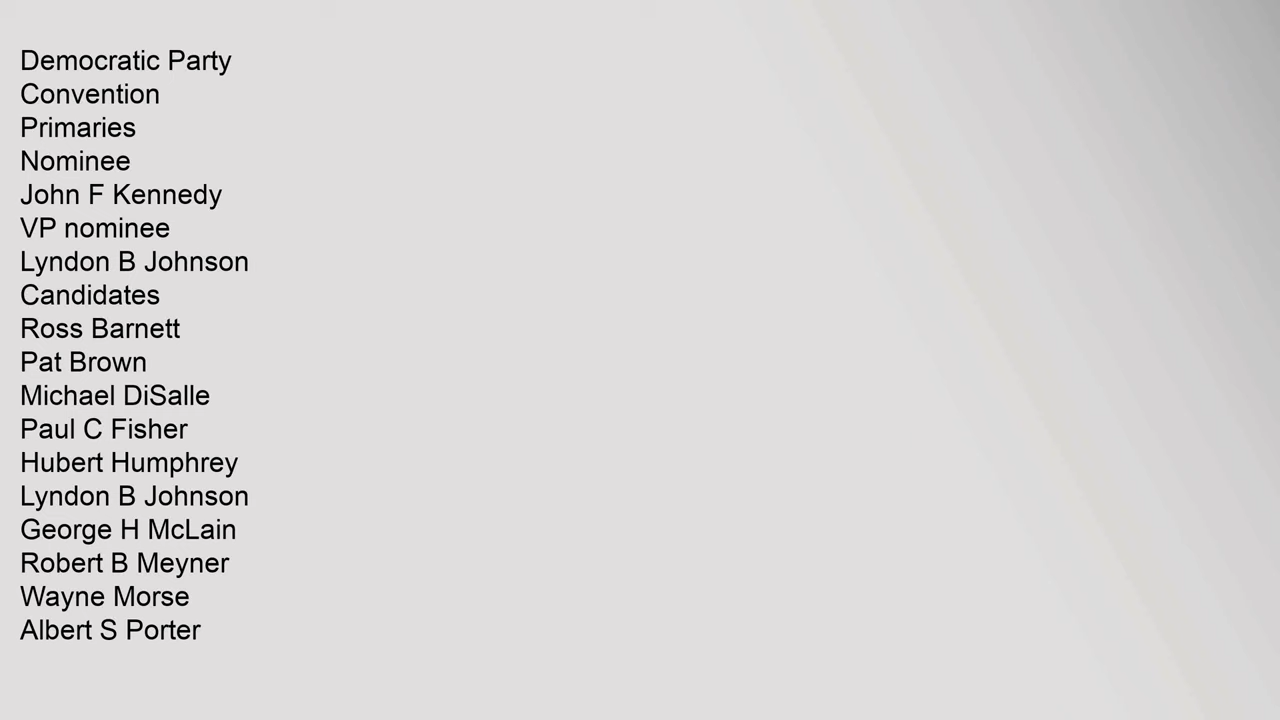 Democratic Party
Convention
Primaries
Nominee
John F Kennedy
VP nominee
Lyndon B Johnson
Candidates
Ross Barnett
Pat Brown
Michael DiSalle
Paul C Fisher
Hubert Humphrey
Lyndon B Johnson
George H McLain
Robert B Meyner
Wayne Morse
Albert S Porter